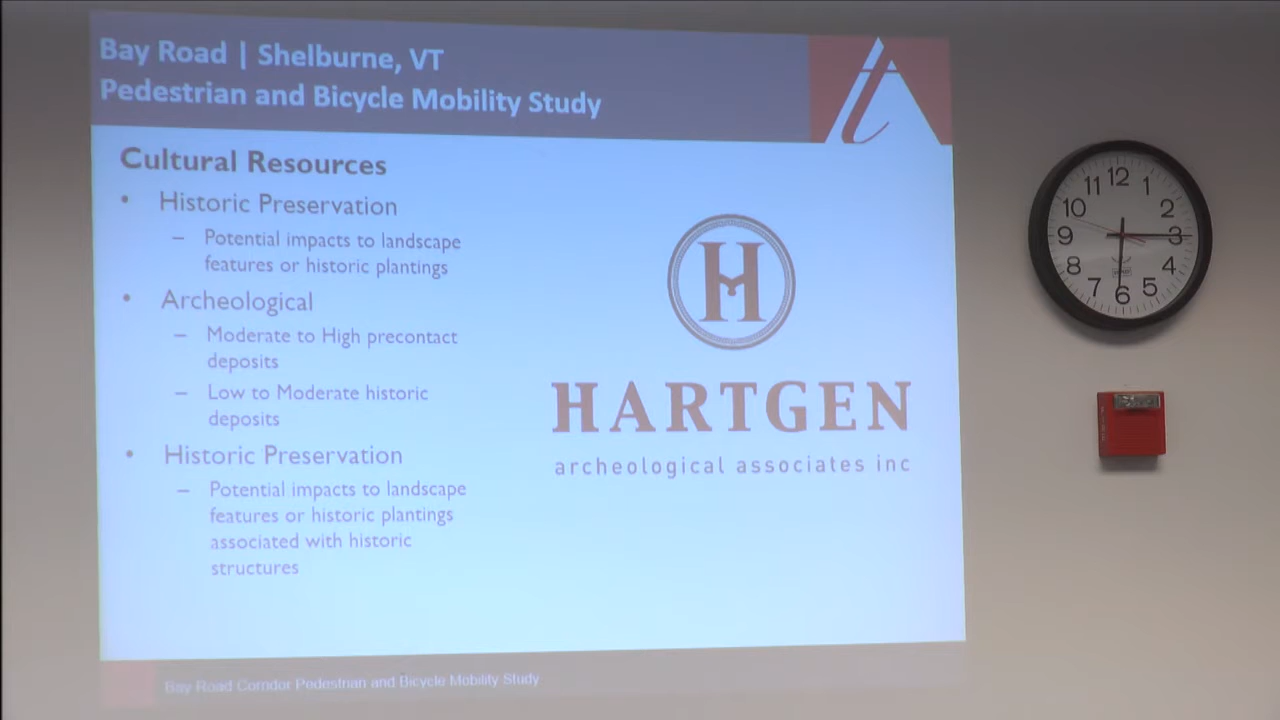 Bay Road | Shelburne, VT
Pedestrian and Bicycle Mobility Study
t
Cultural Resources
• Historic Preservation
– Potential impacts to landscape
features or historic plantings
• Archeological
– Moderate to High precontact
deposits
– Low to Moderate historic
deposits
• Historic Preservation
– Potential impacts to landscape
features or historic plantings
associated with historic
structures
H
HARTGEN
archeological associates inc
Bay Road Corridor Pedestrian and Bicycle Mobility Study
12
1
2
3
4
5
6
7
8
9
10
11